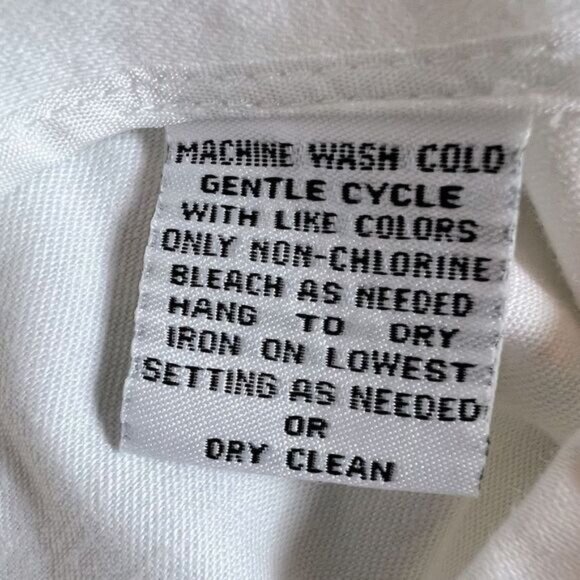 MACHINE WASH COLD
GENTLE CYCLE
WITH LIKE COLORS
ONLY NON-CHLORINE
BLEACH AS NEEDED
HANG TO DRY
IRON ON LOWEST
SETTING AS NEEDED
OR
DRY CLEAN